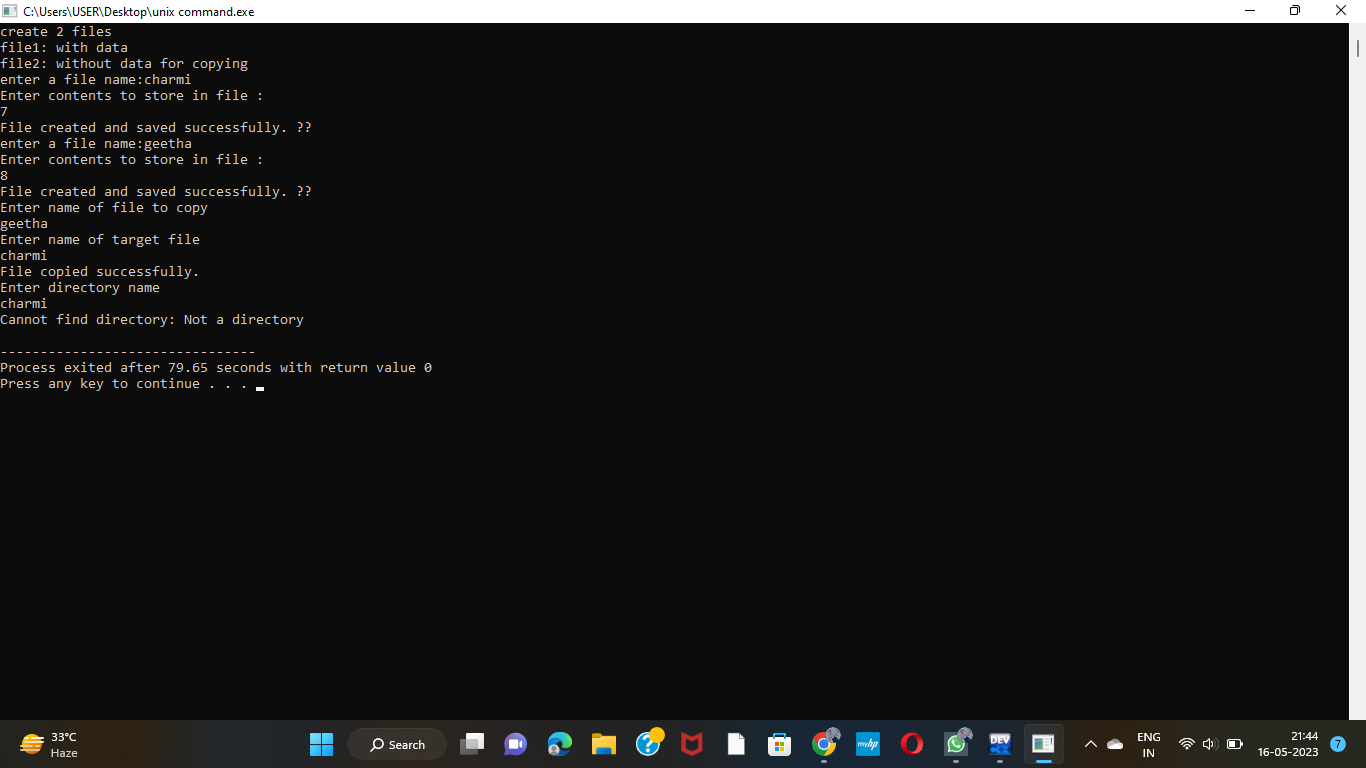 C:\Users\USER\Desktop\unix command.exe
create 2 files
file1: with data
file2: without data for copying
enter a file name:charmi
Enter contents to store in file :
7
File created and saved successfully. ??
enter a file name:geetha
Enter contents to store in file :
8
File created and saved successfully. ??
Enter name of file to copy
geetha
Enter name of target file
charmi
File copied successfully.
Enter directory name
charmi
Cannot find directory: Not a directory
--------------------------------
Process exited after 79.65 seconds with return value 0
Press any key to continue . . .
33°C
Haze
Search
myhp
DEV
ENG
IN
21:44
16-05-2023
7